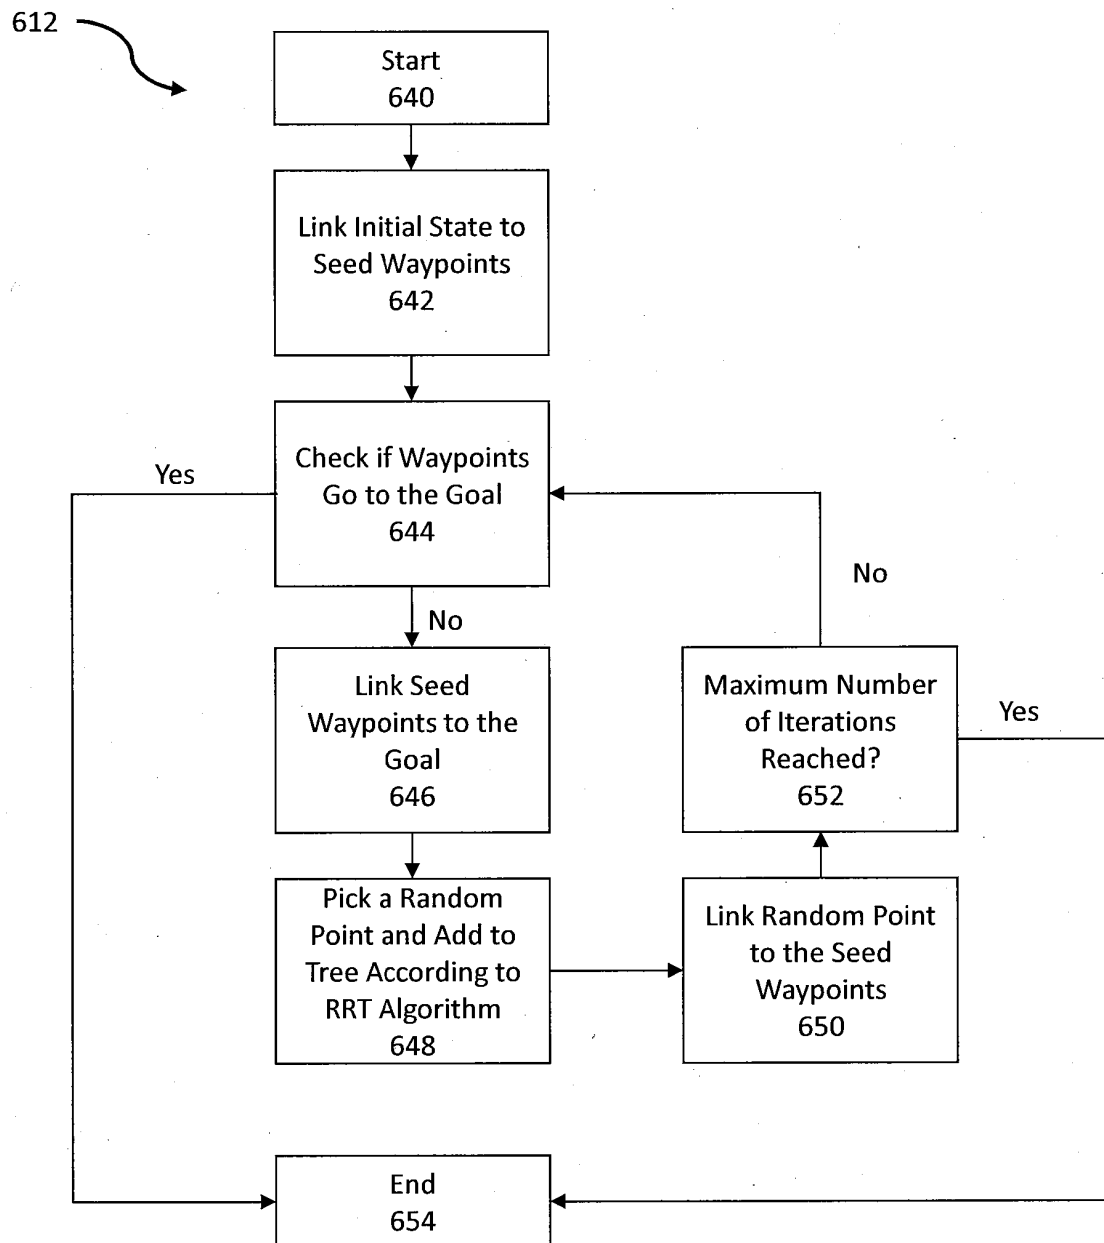 612
Start
640
Link Initial State to
Seed Waypoints
642
Yes
Check if Waypoints
Go to the Goal
644
No
No
Link Seed
Waypoints to the
Goal
646
Maximum Number
of Iterations
Reached?
652
Yes
Pick a Random
Point and Add to
Tree According to
RRT Algorithm
648
Link Random Point
to the Seed
Waypoints
650
End
654